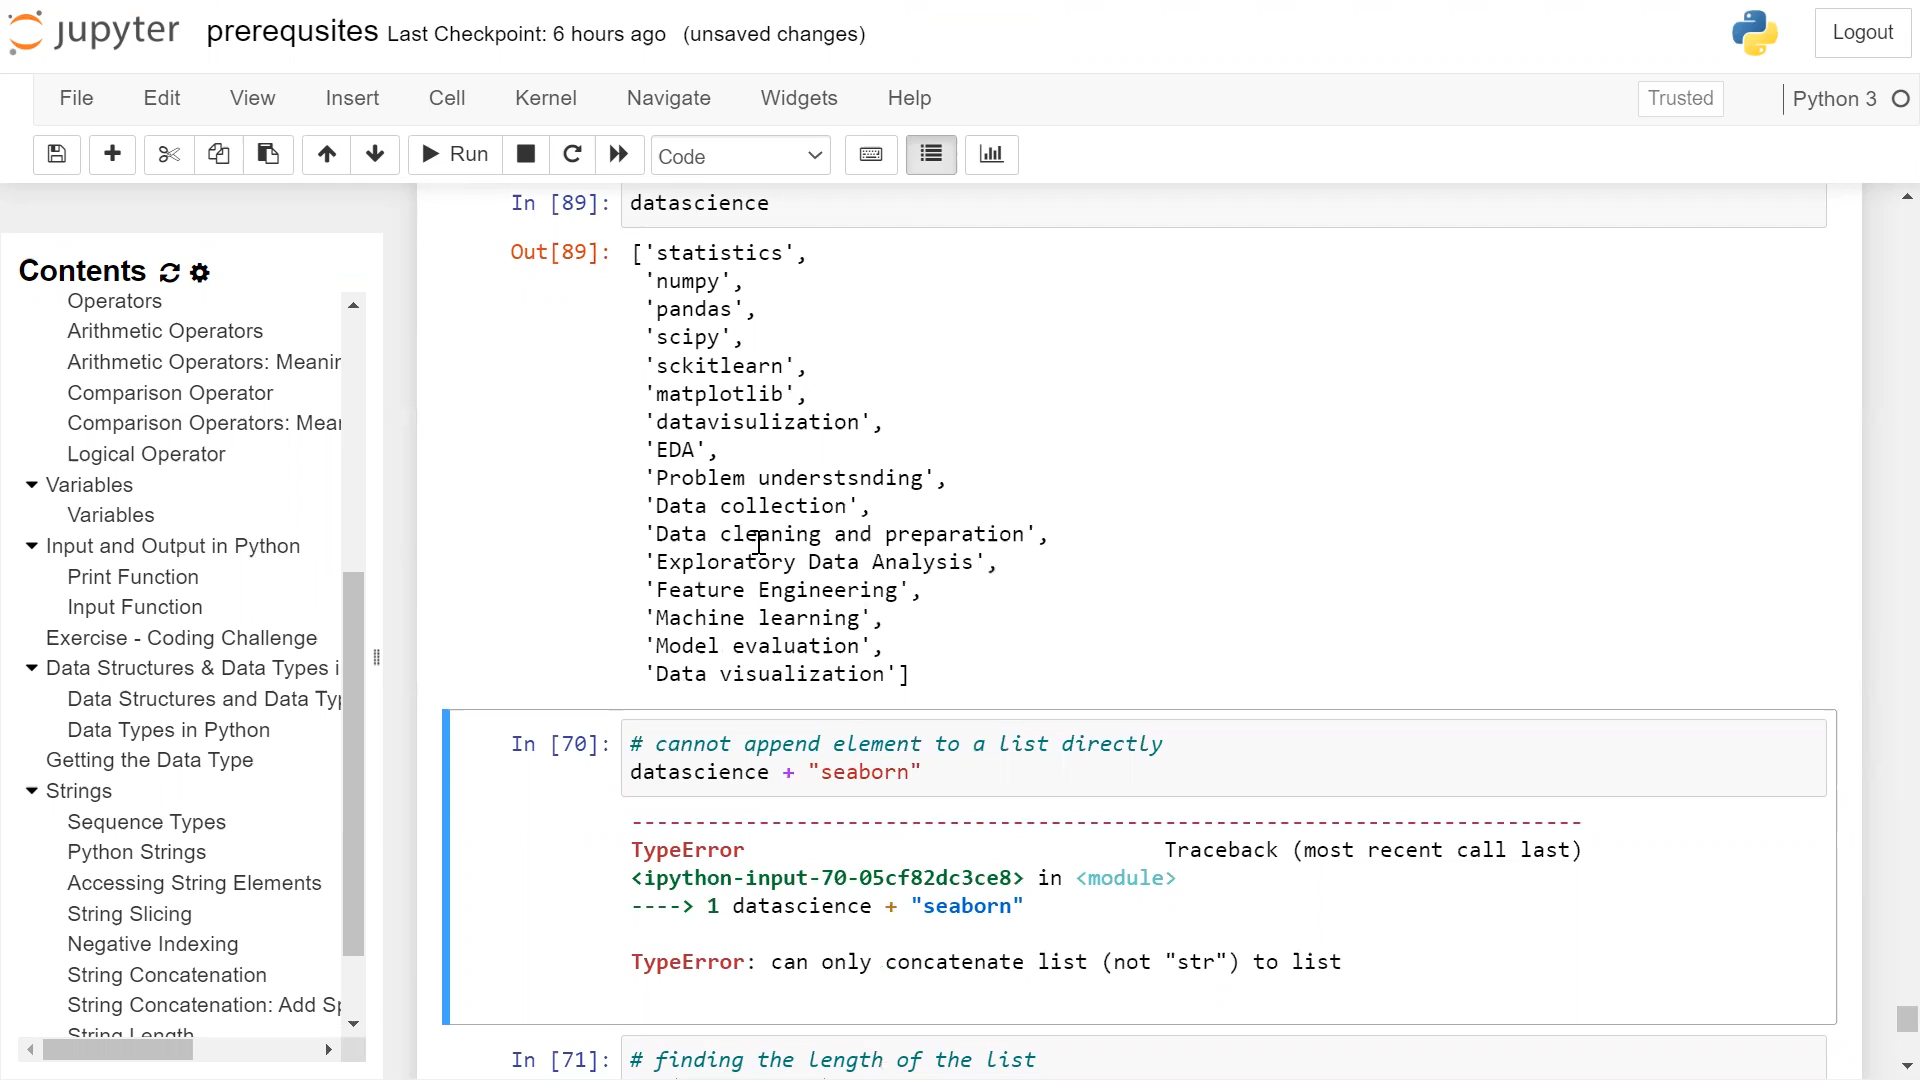 jupyter prerequsites Last Checkpoint: 6 hours ago (unsaved changes) Logout
File Edit View Insert Cell Kernel Navigate Widgets Help Trusted Python 3
Run Code
In [89]: datascience
Out[89]: ['statistics',
'numpy',
'pandas',
'scipy',
'sckitlearn',
'matplotlib',
'datavisulization',
'EDA',
'Problem understsnding',
'Data collection',
'Data cleaning and preparation',
'Exploratory Data Analysis',
'Feature Engineering',
'Machine learning',
'Model evaluation',
'Data visualization']
In [70]: # cannot append element to a list directly
datascience + "seaborn"
---------------------------------------------------------------------------
TypeError Traceback (most recent call last)
<ipython-input-70-05cf82dc3ce8> in <module>
----> 1 datascience + "seaborn"
TypeError: can only concatenate list (not "str") to list
In [71]: # finding the length of the list
Contents
Operators
Arithmetic Operators
Arithmetic Operators: Meanin
Comparison Operator
Comparison Operators: Mear
Logical Operator
Variables
Variables
Input and Output in Python
Print Function
Input Function
Exercise - Coding Challenge
Data Structures & Data Types i
Data Structures and Data Ty
Data Types in Python
Getting the Data Type
Strings
Sequence Types
Python Strings
Accessing String Elements
String Slicing
Negative Indexing
String Concatenation
String Concatenation: Add S
String Length